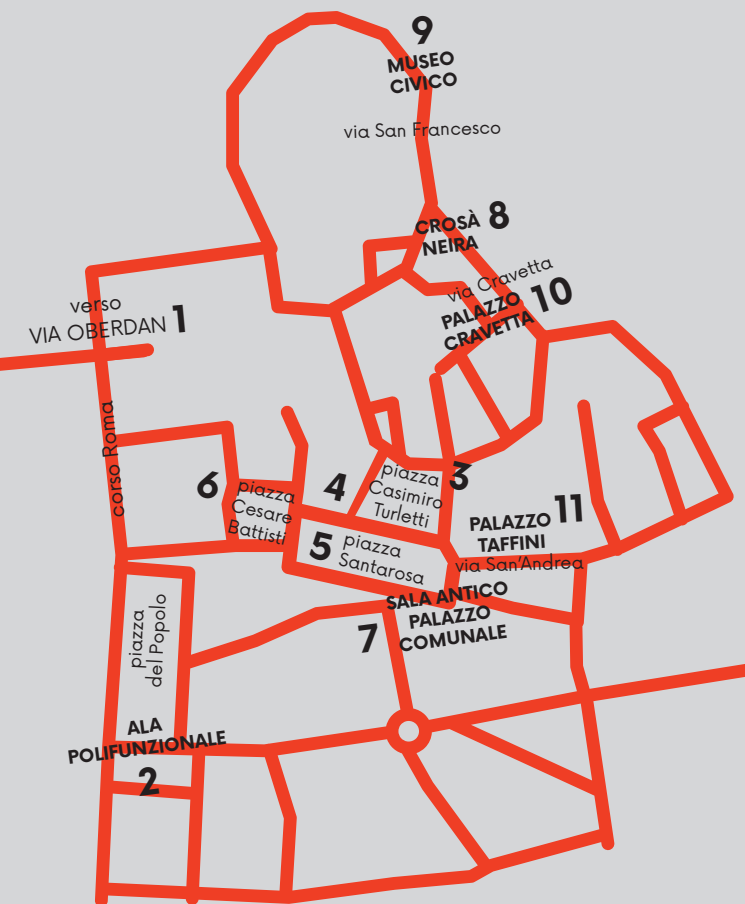 9
MUSEO
CIVICO
via San Francesco
CROSÀ 8
NEIRA
via Cravetta
PALAZZO 10
CRAVETTA
verso
VIA OBERDAN 1
corso Roma
6
piazza
Cesare
Battisti
4
piazza
Casimiro
Turletti
3
5
piazza
Santarosa
PALAZZO 11
TAFFINI
via San'Andrea
SALA ANTICO
PALAZZO
COMUNALE
7
piazza
del Popolo
ALA
POLIFUNZIONALE
2